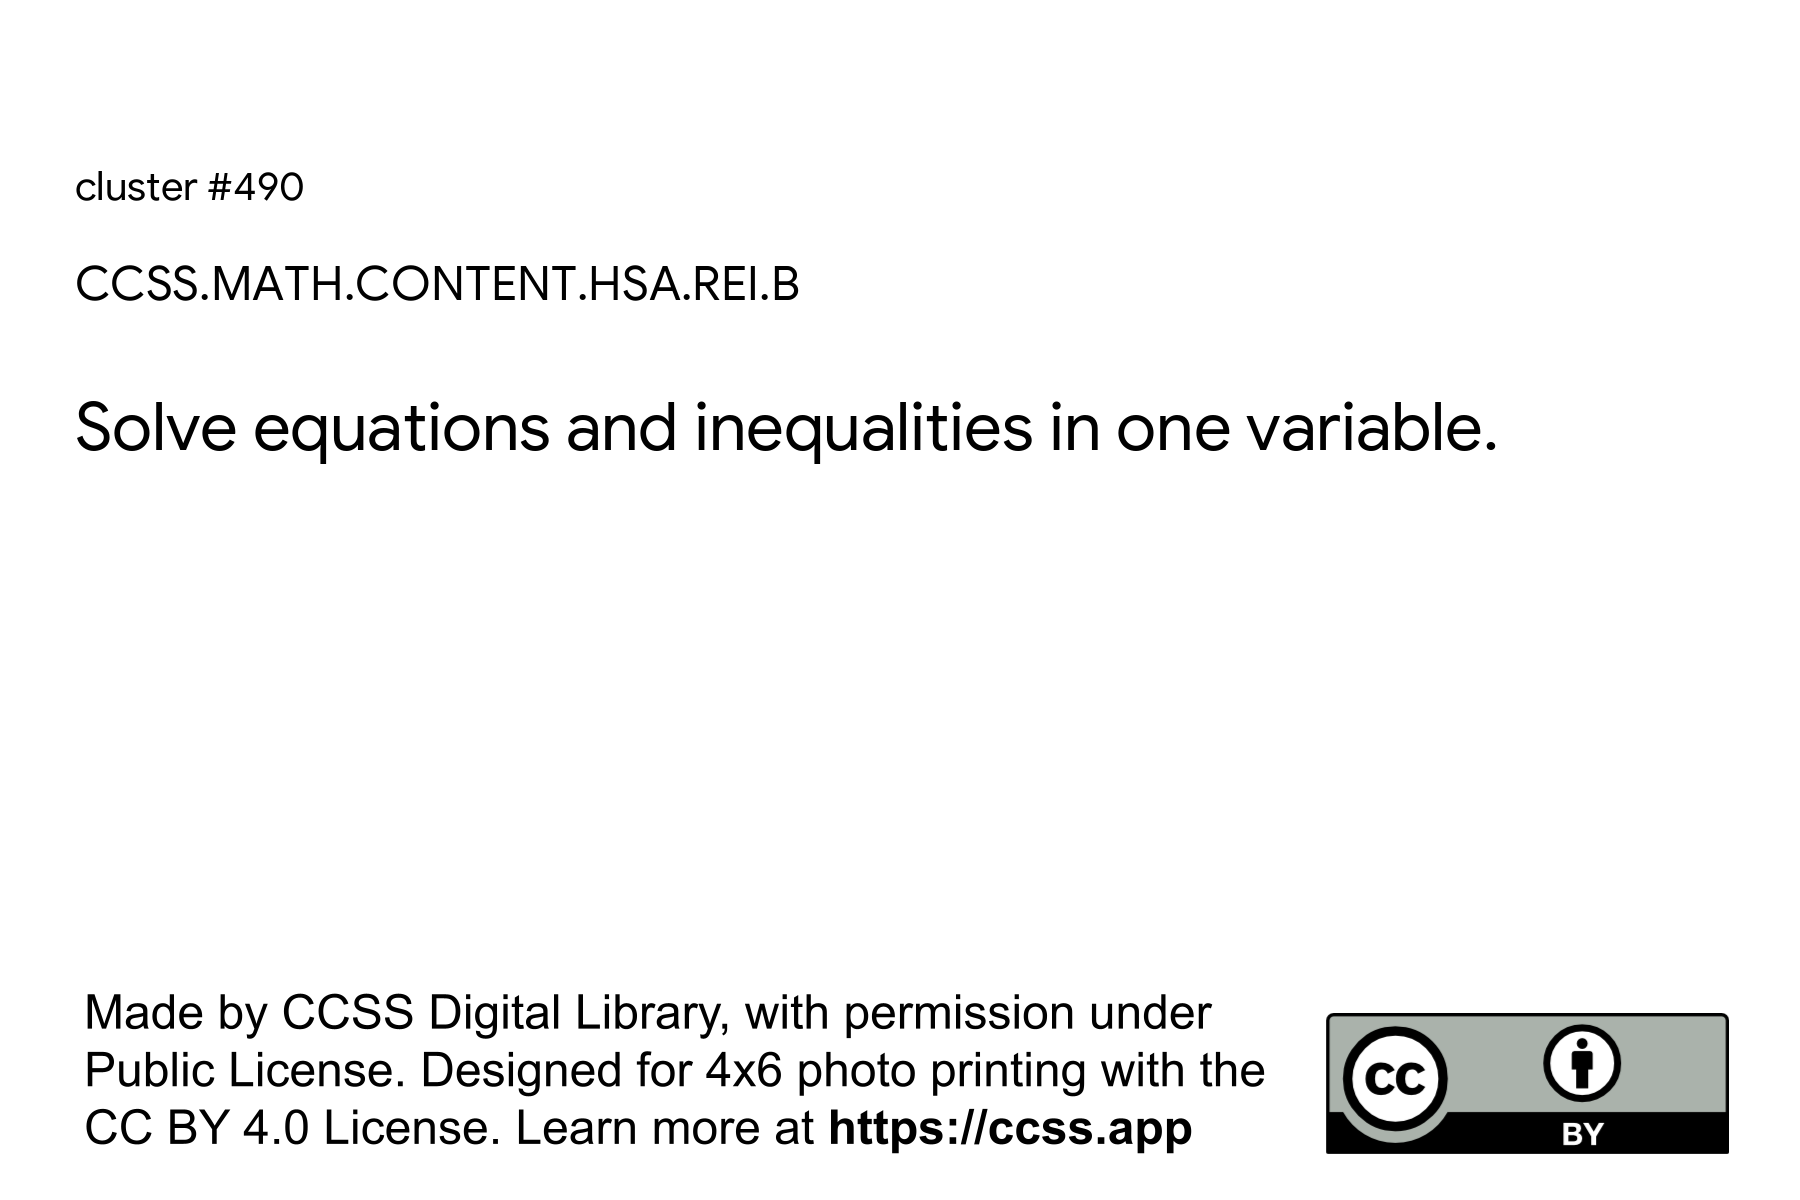 cluster #490
CCSS.MATH.CONTENT.HSA.REI.B
Solve equations and inequalities in one variable.
Made by CCSS Digital Library, with permission under
Public License. Designed for 4x6 photo printing with the
CC BY 4.0 License. Learn more at https://ccss.app
CC
BY